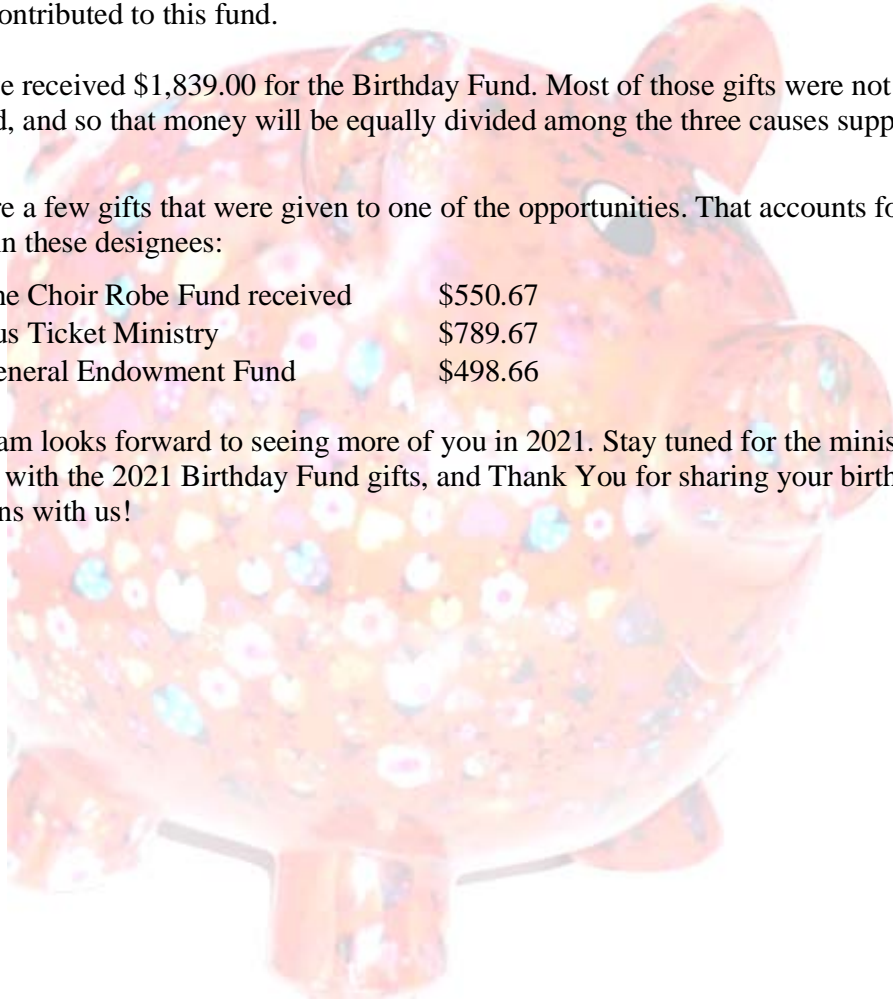 ontributed to this fund.
e received $1,839.00 for the Birthday Fund. Most of those gifts were not
d, and so that money will be equally divided among the three causes supp
re a few gifts that were given to one of the opportunities. That accounts fo
in these designees:
ne Choir Robe Fund received $550.67
us Ticket Ministry $789.67
eneral Endowment Fund $498.66
am looks forward to seeing more of you in 2021. Stay tuned for the minis
with the 2021 Birthday Fund gifts, and Thank You for sharing your birth
ns with us!